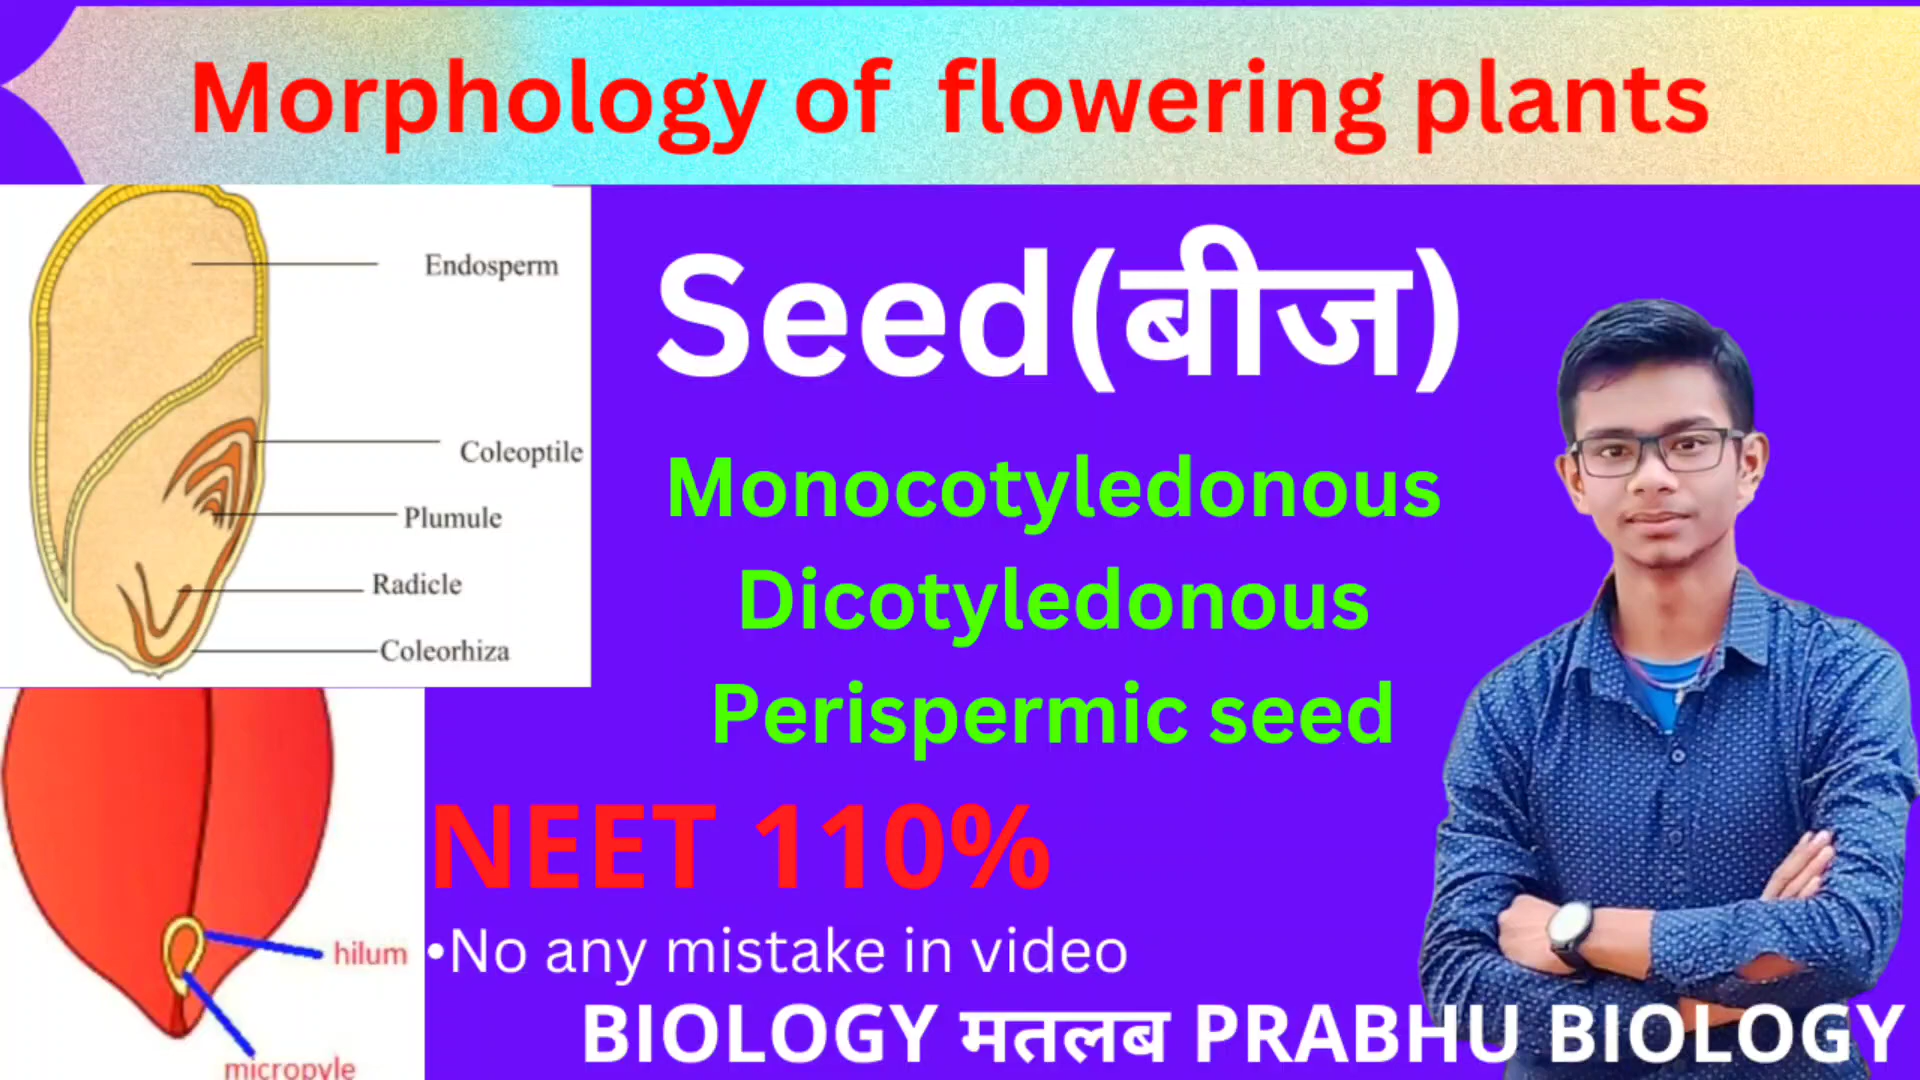 Morphology of flowering plants
Endosperm
Coleoptile
Plumule
Radicle
Coleorhiza
Seed(बीज)
Monocotyledonous
Dicotyledonous
Perispermic seed
NEET 110%
hilum
•No any mistake in video
micropyle
BIOLOGY मतलब PRABHU BIOLOGY